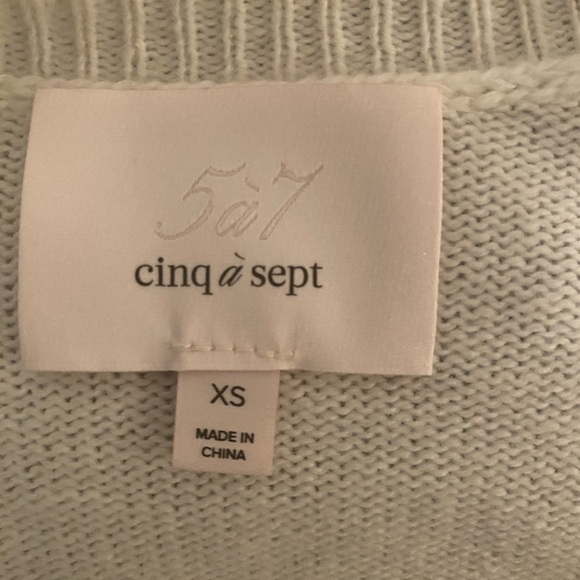 5à7
cinq à sept
XS
MADE IN
CHINA